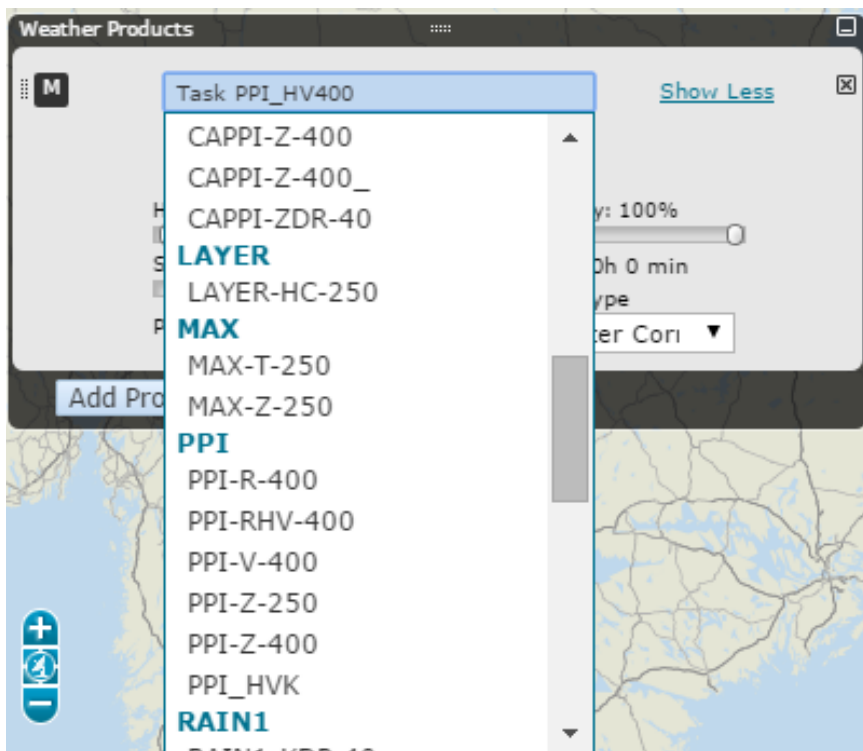 Weather Products
M
Task PPI_HV400
Show Less
CAPPI-Z-400
CAPPI-Z-400_
CAPPI-ZDR-40
y: 100%
LAYER
0h 0 min
LAYER-HC-250
ype
MAX
MAX-T-250
MAX-Z-250
Add Pro
PPI
PPI-R-400
PPI-RHV-400
PPI-V-400
PPI-Z-250
PPI-Z-400
PPI_HVK
RAIN1